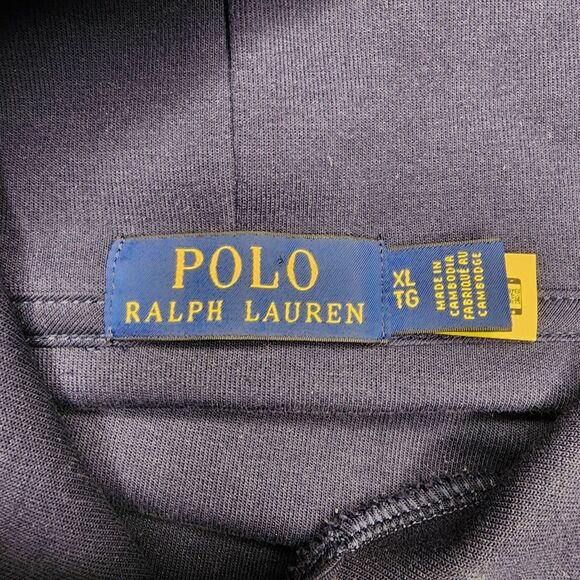 POLO
RALPH LAUREN
XL
TG
MADE IN
CAMBODIA
FABRIQUÉ AU
CAMBODGE